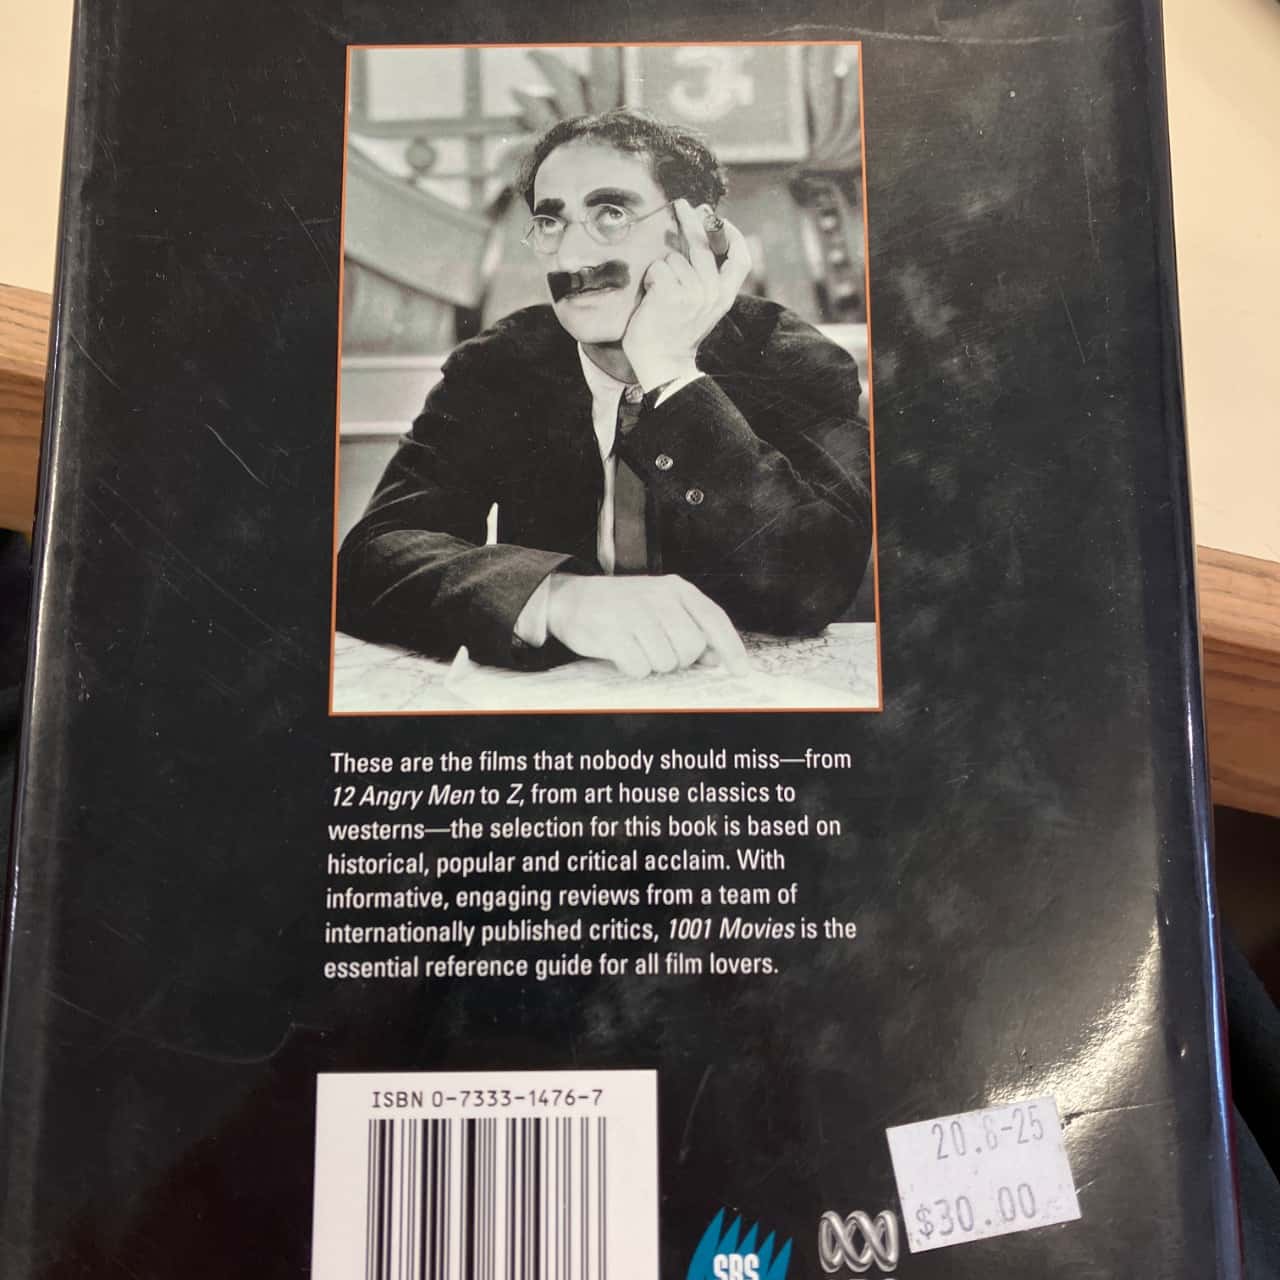 These are the films that nobody should miss—from
12 Angry Men to Z, from art house classics to
westerns—the selection for this book is based on
historical, popular and critical acclaim. With
informative, engaging reviews from a team of
internationally published critics, 1001 Movies is the
essential reference guide for all film lovers.
ISBN 0-7333-1476-7
20.6-25
$30.00
SBS